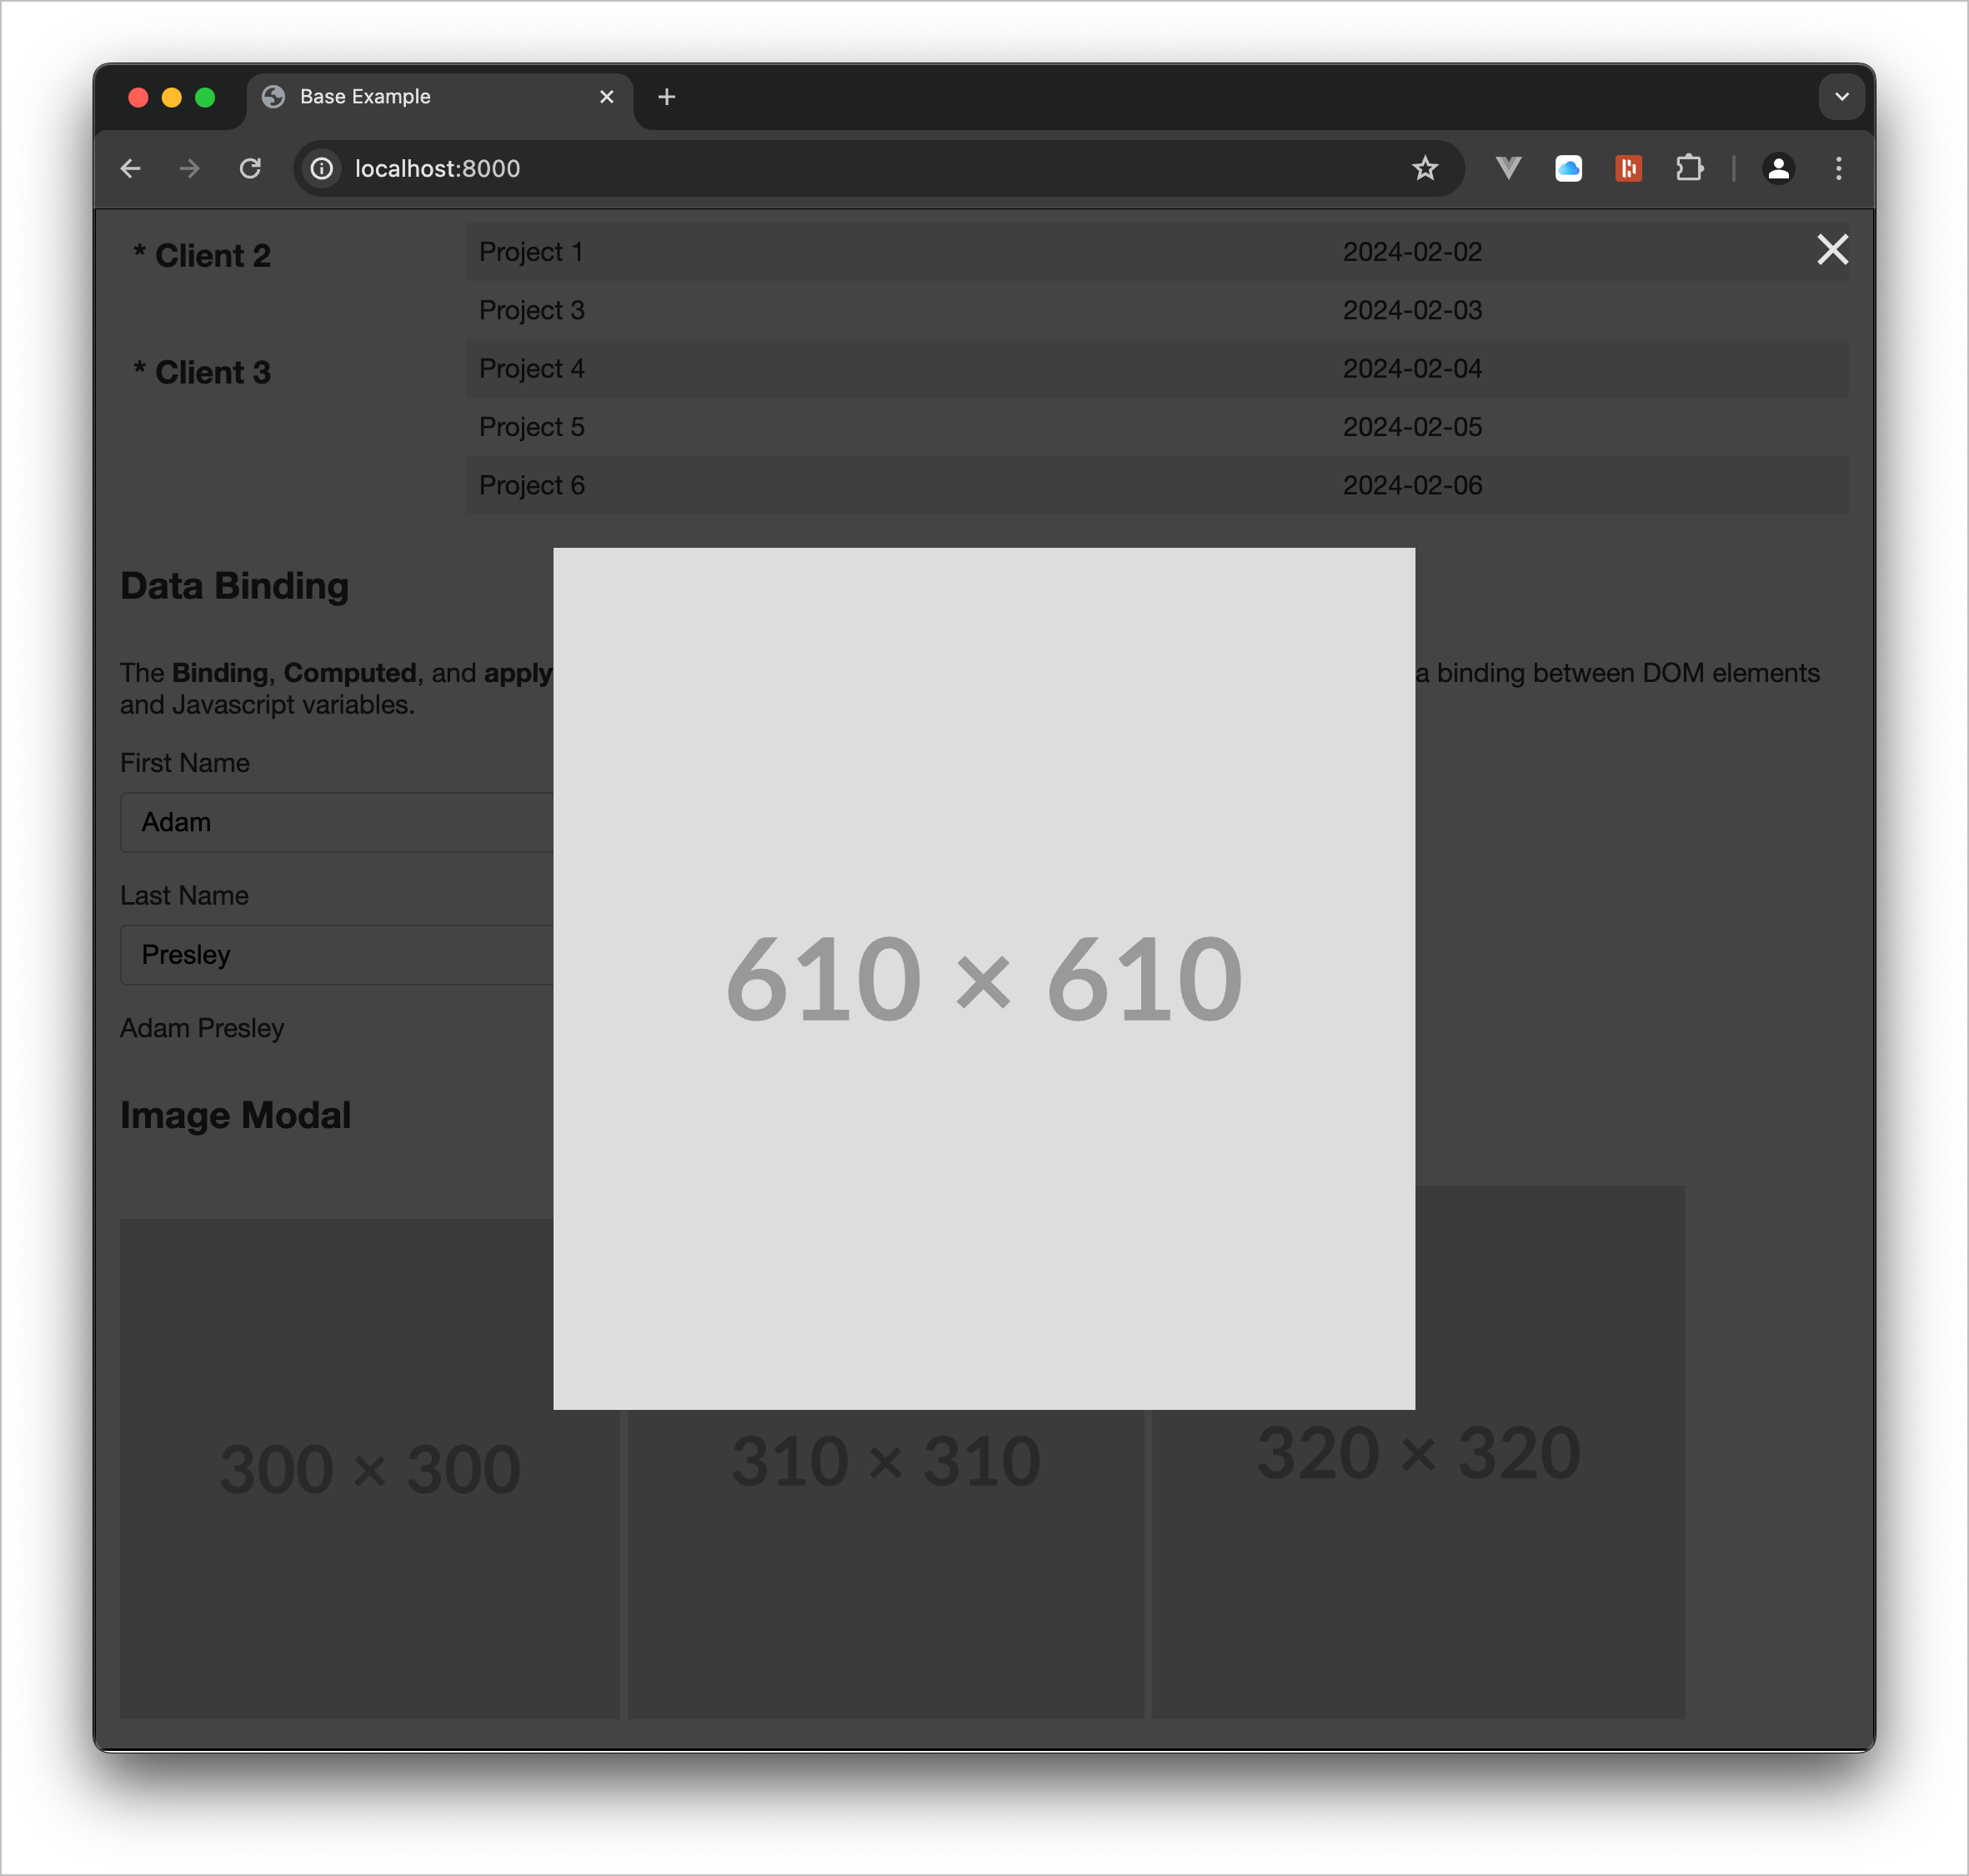 Base Example
localhost:8000
* Client 2 Project 1 2024-02-02
Project 3 2024-02-03
* Client 3 Project 4 2024-02-04
Project 5 2024-02-05
Project 6 2024-02-06
Data Binding
The Binding, Computed, and apply a binding between DOM elements
and Javascript variables.
First Name
Adam
Last Name
Presley
Adam Presley
Image Modal
610 × 610
300 × 300 310 × 310 320 × 320